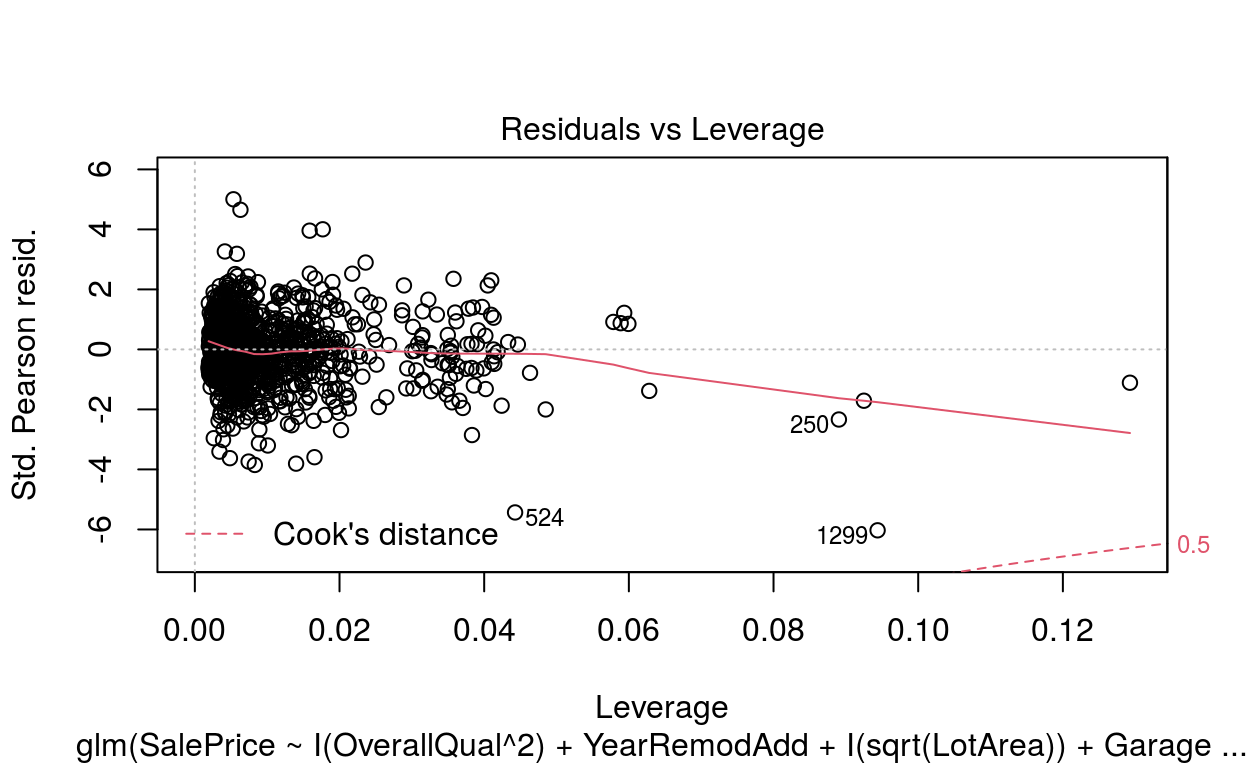 Residuals vs Leverage
Std. Pearson resid.
6
4
2
0
-2
-4
-6
250
524
1299
Cook's distance
0.5
0.00 0.02 0.04 0.06 0.08 0.10 0.12
Leverage
glm(SalePrice ~ I(OverallQual^2) + YearRemodAdd + I(sqrt(LotArea)) + Garage ...